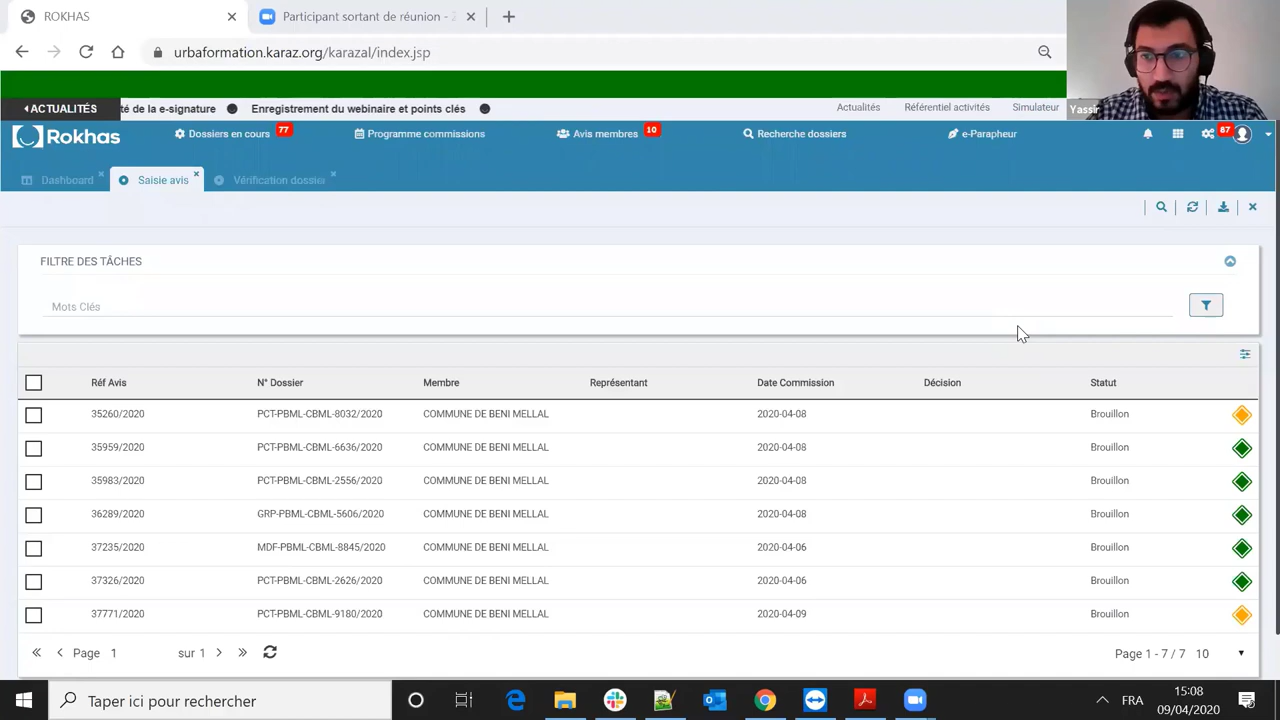 ROKHAS
Participant sortant de réunion - 
urbaformation.karaz.org/karazal/index.jsp
Yassir
ACTUALITÉS
té de la e-signature
Enregistrement du webinaire et points clés
Actualités
Référentiel activités
Simulateur
Rokhas
Dossiers en cours 77
Programme commissions
Avis membres 10
Recherche dossiers
e-Parapheur
87
Dashboard
Saisie avis
Vérification dossier
FILTRE DES TÂCHES
Mots Clés
Réf Avis N° Dossier Membre Représentant Date Commission Décision Statut
35260/2020 PCT-PBML-CBML-8032/2020 COMMUNE DE BENI MELLAL 2020-04-08 Brouillon
35959/2020 PCT-PBML-CBML-6636/2020 COMMUNE DE BENI MELLAL 2020-04-08 Brouillon
35983/2020 PCT-PBML-CBML-2556/2020 COMMUNE DE BENI MELLAL 2020-04-08 Brouillon
36289/2020 GRP-PBML-CBML-5606/2020 COMMUNE DE BENI MELLAL 2020-04-08 Brouillon
37235/2020 MDF-PBML-CBML-8845/2020 COMMUNE DE BENI MELLAL 2020-04-06 Brouillon
37326/2020 PCT-PBML-CBML-2626/2020 COMMUNE DE BENI MELLAL 2020-04-06 Brouillon
37771/2020 PCT-PBML-CBML-9180/2020 COMMUNE DE BENI MELLAL 2020-04-09 Brouillon
Page 1 sur 1
Page 1 - 7 / 7 10
Taper ici pour rechercher
FRA
15:08
09/04/2020